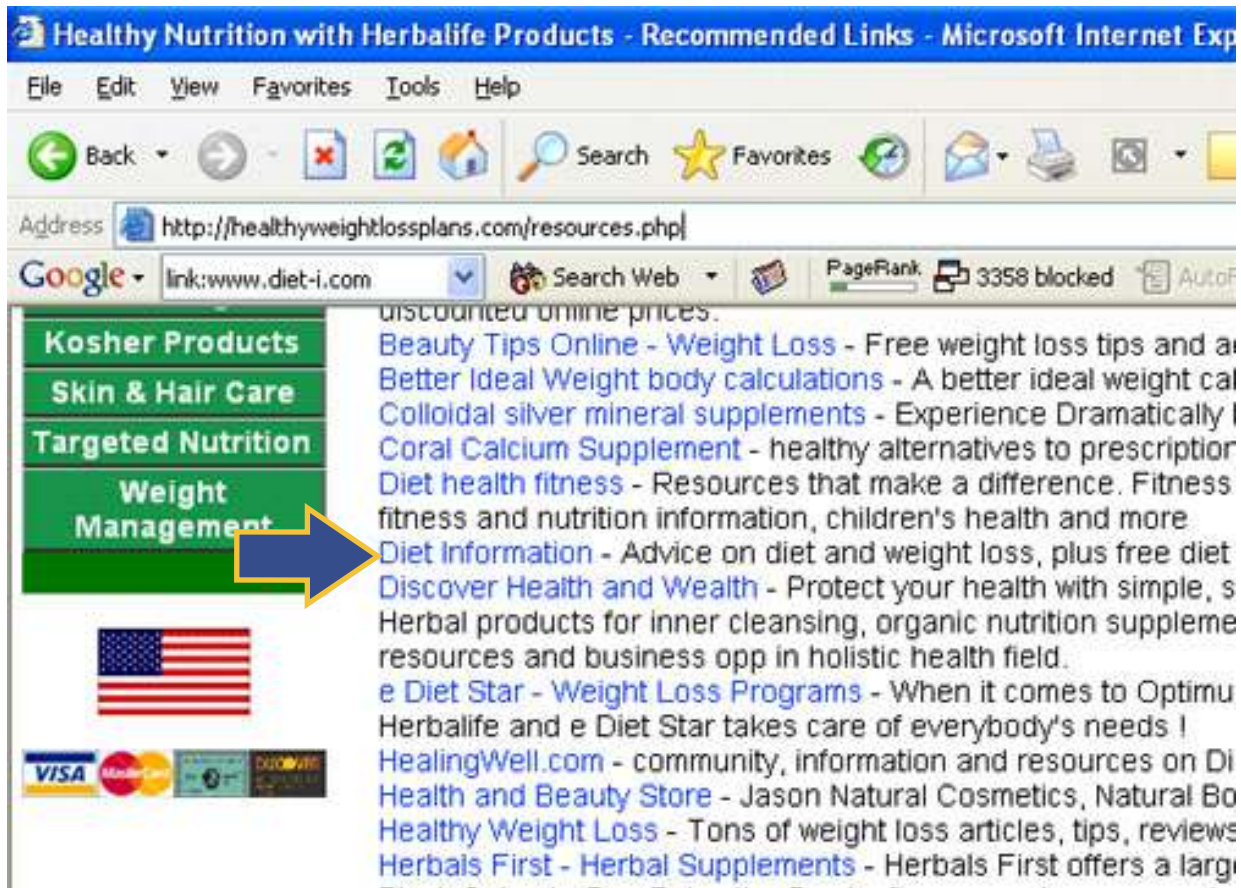 Healthy Nutrition with Herbalife Products - Recommended Links - Microsoft Internet Exp
File Edit View Favorites Tools Help
Back Search Favorites
Address http://healthyweightlossplans.com/resources.php
Google link:www.diet-i.com Search Web PageRank 3358 blocked AutoF
discounted online prices.
Kosher Products
Skin & Hair Care
Targeted Nutrition
Weight
Management
Beauty Tips Online - Weight Loss - Free weight loss tips and a
Better Ideal Weight body calculations - A better ideal weight cal
Colloidal silver mineral supplements - Experience Dramatically
Coral Calcium Supplement - healthy alternatives to prescription
Diet health fitness - Resources that make a difference. Fitness
fitness and nutrition information, children's health and more
Diet Information - Advice on diet and weight loss, plus free diet
Discover Health and Wealth - Protect your health with simple, s
Herbal products for inner cleansing, organic nutrition suppleme
resources and business opp in holistic health field.
e Diet Star - Weight Loss Programs - When it comes to Optimu
Herbalife and e Diet Star takes care of everybody's needs !
HealingWell.com - community, information and resources on Di
Health and Beauty Store - Jason Natural Cosmetics, Natural Bo
Healthy Weight Loss - Tons of weight loss articles, tips, reviews
Herbals First - Herbal Supplements - Herbals First offers a large
VISA MasterCard DISCOVER